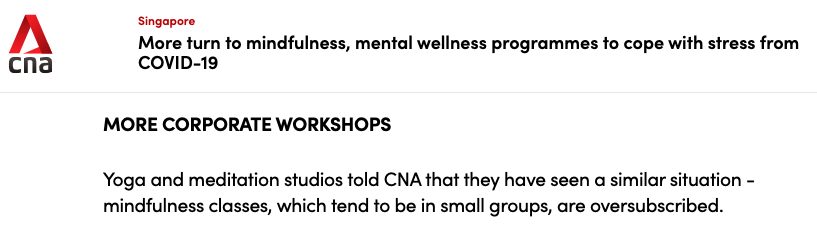 Singapore
More turn to mindfulness, mental wellness programmes to cope with stress from
COVID-19
cna
MORE CORPORATE WORKSHOPS
Yoga and meditation studios told CNA that they have seen a similar situation -
mindfulness classes, which tend to be in small groups, are oversubscribed.